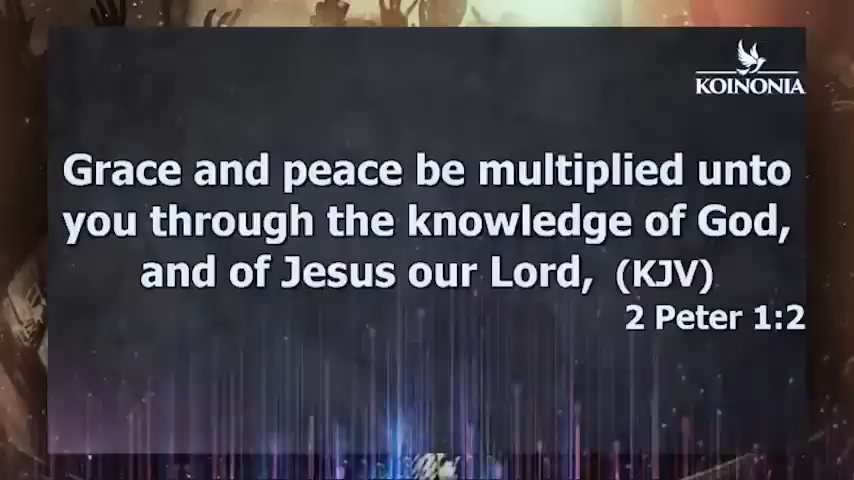 KOINONIA
Grace and peace be multiplied unto
you through the knowledge of God,
and of Jesus our Lord, (KJV)
2 Peter 1:2